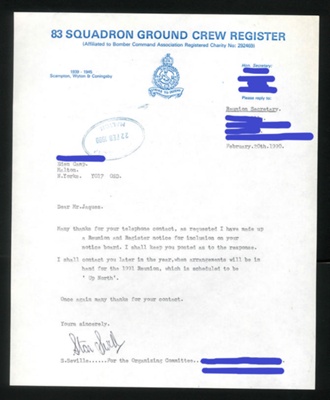 83 SQUADRON GROUND CREW REGISTER
(Affiliated to Bomber Command Association Registered Charity No: 292400)
1939 - 1945
Scampton, Wyton & Coningsby
Hon. Secretary:
Please reply to:
Reunion Secretary.
February.20th.1990.
Dear Mr.
Many thanks for your telephone contact, as requested I have made up
a Reunion and Register notice for inclusion on your
notice board. I shall keep you posted as to the response.
I shall contact you later in the year,when arrangements will be in
hand for the 1991 Reunion, which is scheduled to be
' Up North'.
Once again many thanks for your contact.
Yours sincerely.
S.Saville......For the Organising Committee...